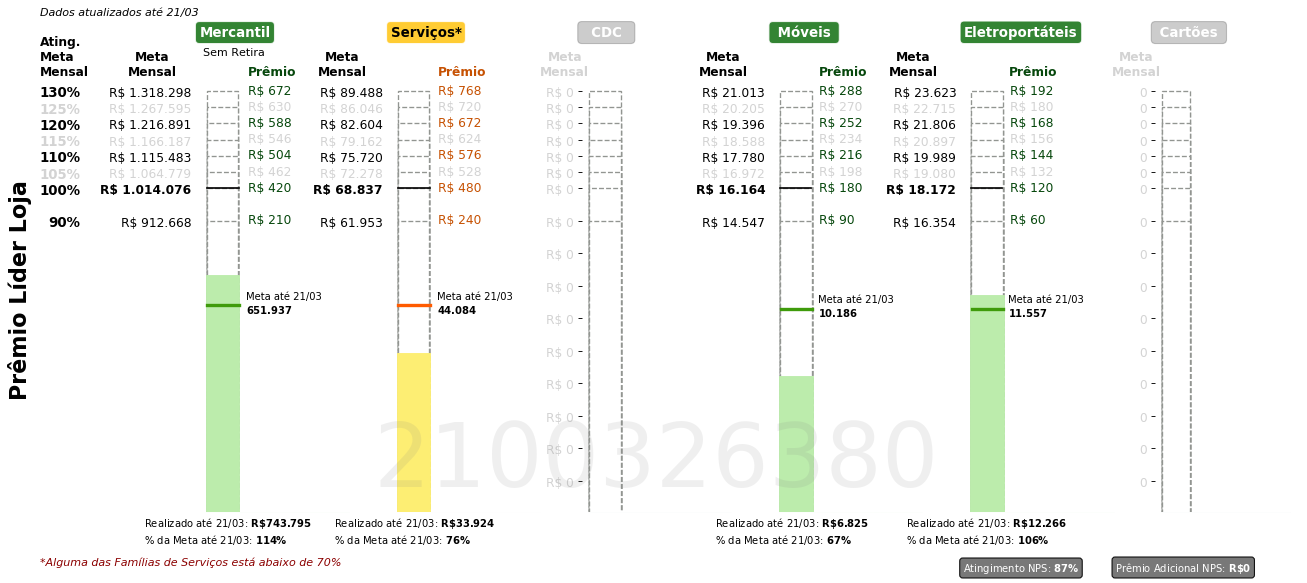 Dados atualizados até 21/03
Mercantil Serviços* CDC Móveis Eletroportáteis Cartões
Sem Retira
Ating. Meta Mensal
Meta Mensal Prêmio Meta Mensal Prêmio Meta Mensal Meta Mensal Prêmio Meta Mensal Prêmio Meta Mensal
130% R$ 1.318.298 R$ 672 R$ 89.488 R$ 768 R$ 0 R$ 21.013 R$ 288 R$ 23.623 R$ 192 0
125% R$ 1.267.595 R$ 630 R$ 86.046 R$ 720 R$ 0 R$ 20.205 R$ 270 R$ 22.715 R$ 180 0
120% R$ 1.216.891 R$ 588 R$ 82.604 R$ 672 R$ 0 R$ 19.396 R$ 252 R$ 21.806 R$ 168 0
115% R$ 1.166.187 R$ 546 R$ 79.162 R$ 624 R$ 0 R$ 18.588 R$ 234 R$ 20.897 R$ 156 0
110% R$ 1.115.483 R$ 504 R$ 75.720 R$ 576 R$ 0 R$ 17.780 R$ 216 R$ 19.989 R$ 144 0
105% R$ 1.064.779 R$ 462 R$ 72.278 R$ 528 R$ 0 R$ 16.972 R$ 198 R$ 19.080 R$ 132 0
100% R$ 1.014.076 R$ 420 R$ 68.837 R$ 480 R$ 0 R$ 16.164 R$ 180 R$ 18.172 R$ 120 0
90% R$ 912.668 R$ 210 R$ 61.953 R$ 240 R$ 0 R$ 14.547 R$ 90 R$ 16.354 R$ 60 0
R$ 0 0
R$ 0 0
R$ 0 0
R$ 0 0
R$ 0 0
R$ 0 0
R$ 0 0
R$ 0 0
Meta até 21/03 Meta até 21/03 Meta até 21/03 Meta até 21/03
651.937 44.084 10.186 11.557
Prêmio Líder Loja
2100326380
Realizado até 21/03: R$743.795 Realizado até 21/03: R$33.924 Realizado até 21/03: R$6.825 Realizado até 21/03: R$12.266
% da Meta até 21/03: 114% % da Meta até 21/03: 76% % da Meta até 21/03: 67% % da Meta até 21/03: 106%
*Alguma das Famílias de Serviços está abaixo de 70%
Atingimento NPS: 87% Prêmio Adicional NPS: R$0